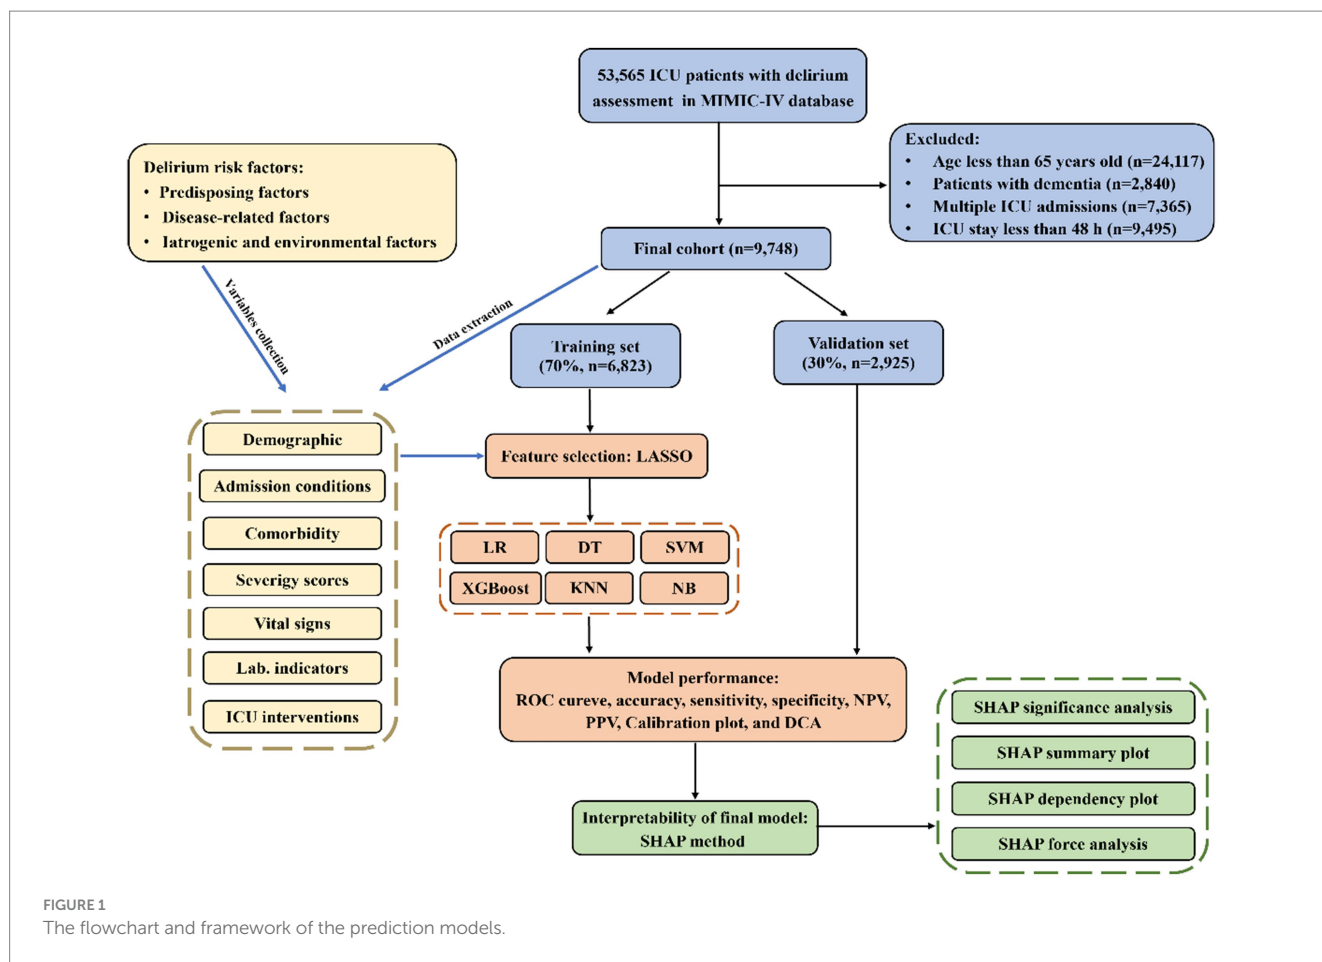 53,565 ICU patients with delirium
assessment in MIMIC-IV database
Excluded:
• Age less than 65 years old (n=24,117)
• Patients with dementia (n=2,840)
• Multiple ICU admissions (n=7,365)
• ICU stay less than 48 h (n=9,495)
Delirium risk factors:
• Predisposing factors
• Disease-related factors
• Iatrogenic and environmental factors
Final cohort (n=9,748)
Variables collection
Data extraction
Training set
(70%, n=6,823)
Validation set
(30%, n=2,925)
Demographic
Admission conditions
Comorbidity
Severigy scores
Vital signs
Lab. indicators
ICU interventions
Feature selection: LASSO
LR
DT
SVM
XGBoost
KNN
NB
Model performance:
ROC cureve, accuracy, sensitivity, specificity, NPV,
PPV, Calibration plot, and DCA
Interpretability of final model:
SHAP method
SHAP significance analysis
SHAP summary plot
SHAP dependency plot
SHAP force analysis
FIGURE 1
The flowchart and framework of the prediction models.